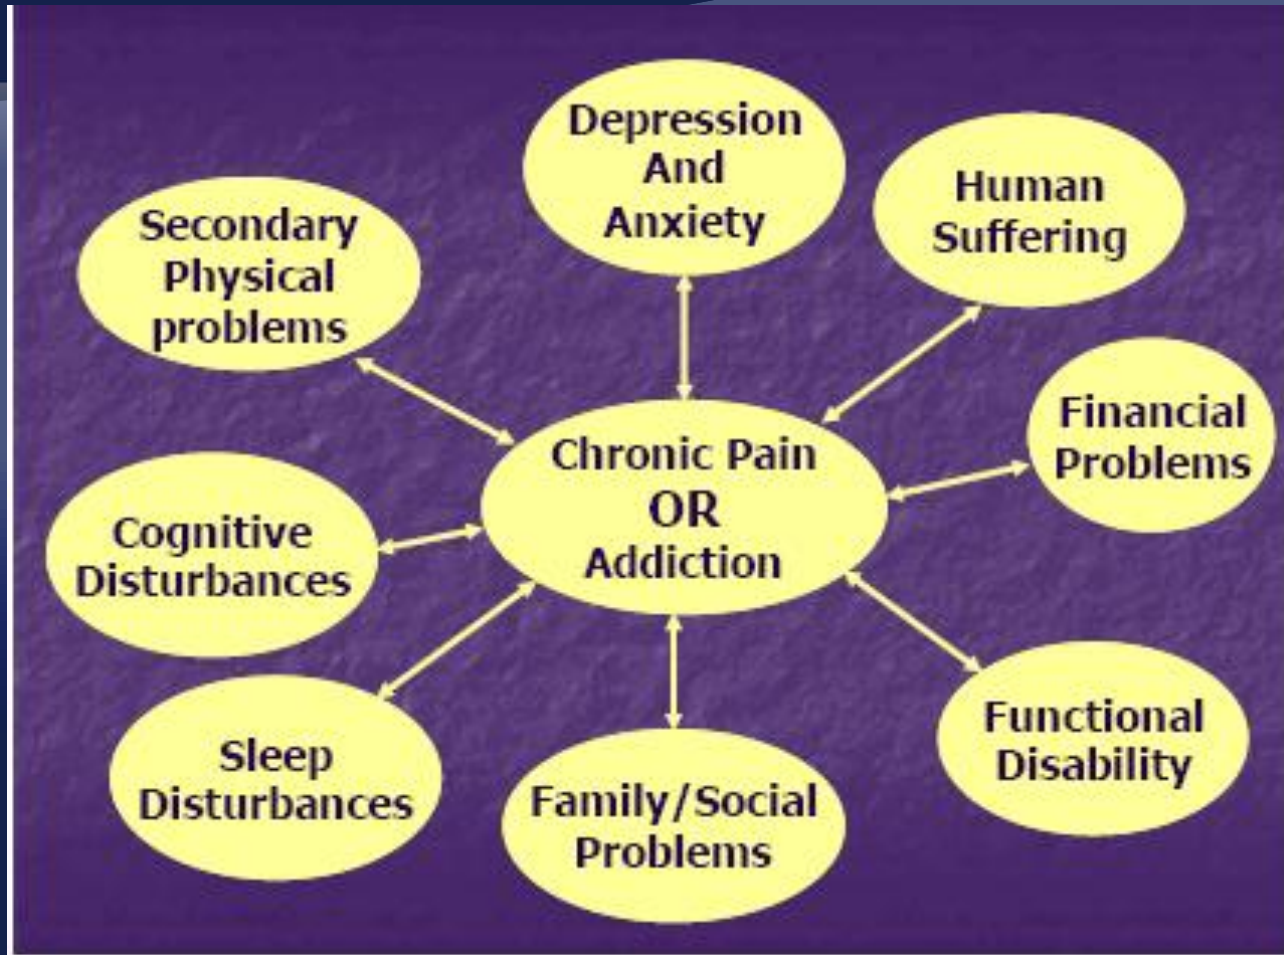 Depression
And
Anxiety
Human
Suffering
Secondary
Physical
problems
Financial
Problems
Chronic Pain
OR
Addiction
Cognitive
Disturbances
Functional
Disability
Sleep
Disturbances
Family/Social
Problems